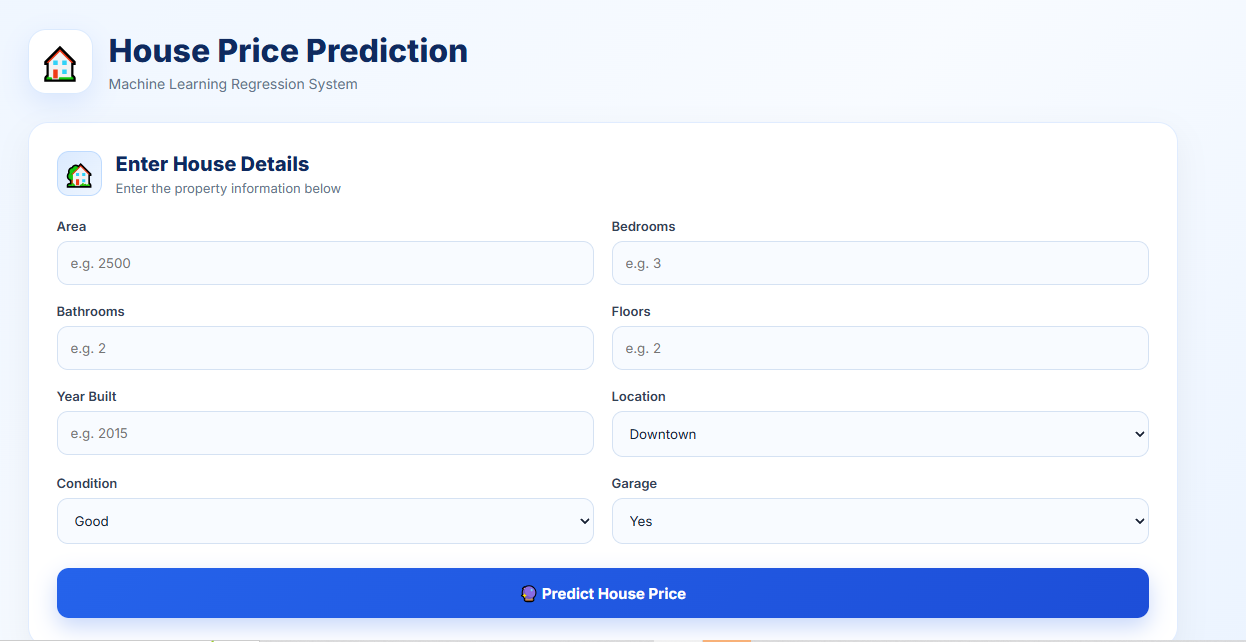 House Price Prediction
Machine Learning Regression System
Enter House Details
Enter the property information below
Area
e.g. 2500
Bedrooms
e.g. 3
Bathrooms
e.g. 2
Floors
e.g. 2
Year Built
e.g. 2015
Location
Downtown
Condition
Good
Garage
Yes
Predict House Price